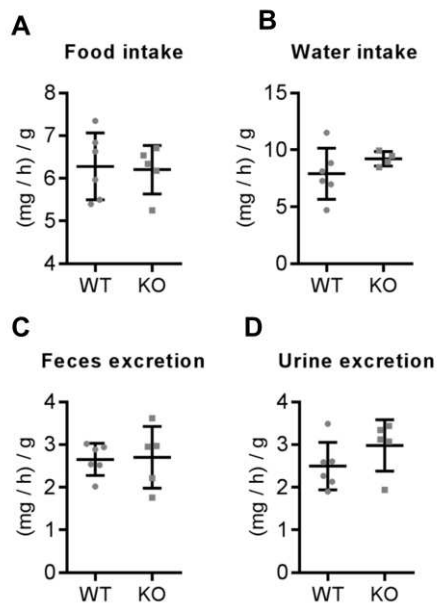 A
Food intake
(mg / h) / g
8
7
6
5
4
WT KO
B
Water intake
(mg / h) / g
15
10
5
0
WT KO
C
Feces excretion
(mg / h) / g
4
3
2
1
0
WT KO
D
Urine excretion
(mg / h) / g
4
3
2
1
0
WT KO